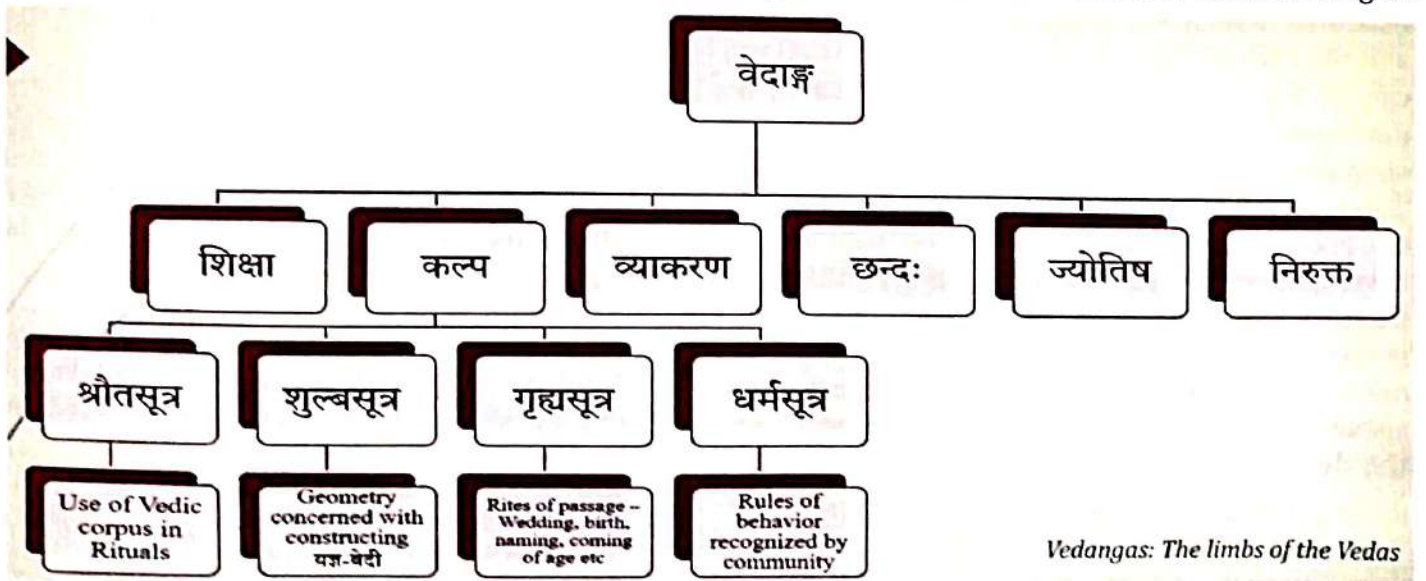 वेदाङ्ग
शिक्षा
कल्प
व्याकरण
छन्दः
ज्योतिष
निरुक्त
श्रौतसूत्र
शुल्बसूत्र
गृह्यसूत्र
धर्मसूत्र
Use of Vedic
corpus in
Rituals
Geometry
concerned with
constructing
यज्ञ-वेदी
Rites of passage –
Wedding, birth,
naming, coming
of age etc
Rules of
behavior
recognized by
community
Vedangas: The limbs of the Vedas